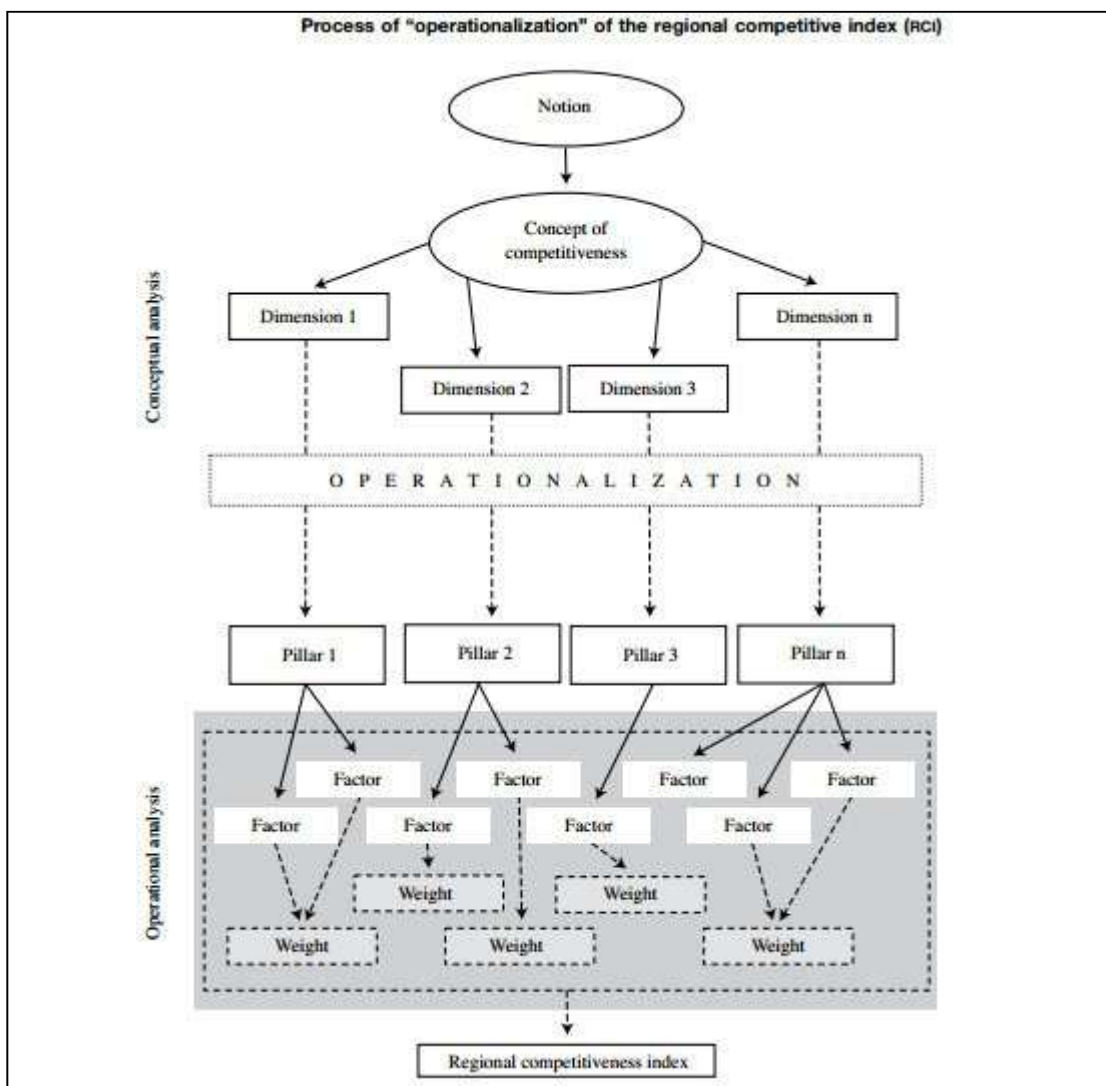 Process of “operationalization” of the regional competitive index (RCI)
Notion
Concept of
competitiveness
Conceptual analysis
Dimension 1
Dimension n
Dimension 2
Dimension 3
O P E R A T I O N A L I Z A T I O N
Pillar 1
Pillar 2
Pillar 3
Pillar n
Operational analysis
Factor
Factor
Factor
Factor
Factor
Factor
Factor
Factor
Weight
Weight
Weight
Weight
Weight
Regional competitiveness index